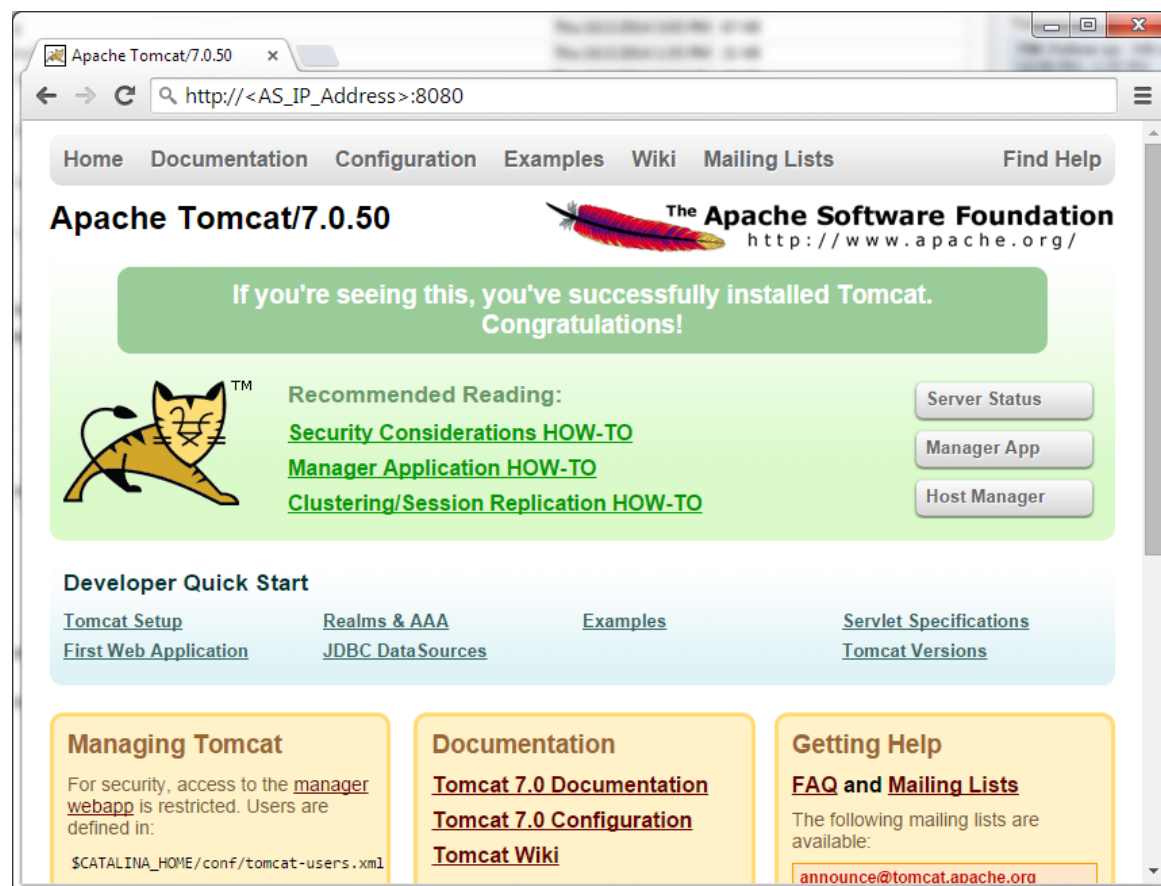 Apache Tomcat/7.0.50
http://<AS_IP_Address>:8080
Home Documentation Configuration Examples Wiki Mailing Lists Find Help
Apache Tomcat/7.0.50
The Apache Software Foundation
http://www.apache.org/
If you're seeing this, you've successfully installed Tomcat.
Congratulations!
TM
Recommended Reading:
Security Considerations HOW-TO
Manager Application HOW-TO
Clustering/Session Replication HOW-TO
Server Status
Manager App
Host Manager
Developer Quick Start
Tomcat Setup
First Web Application
Realms & AAA
JDBC DataSources
Examples
Servlet Specifications
Tomcat Versions
Managing Tomcat
For security, access to the manager
webapp is restricted. Users are
defined in:
$CATALINA_HOME/conf/tomcat-users.xml
Documentation
Tomcat 7.0 Documentation
Tomcat 7.0 Configuration
Tomcat Wiki
Getting Help
FAQ and Mailing Lists
The following mailing lists are
available:
announce@tomcat.apache.org